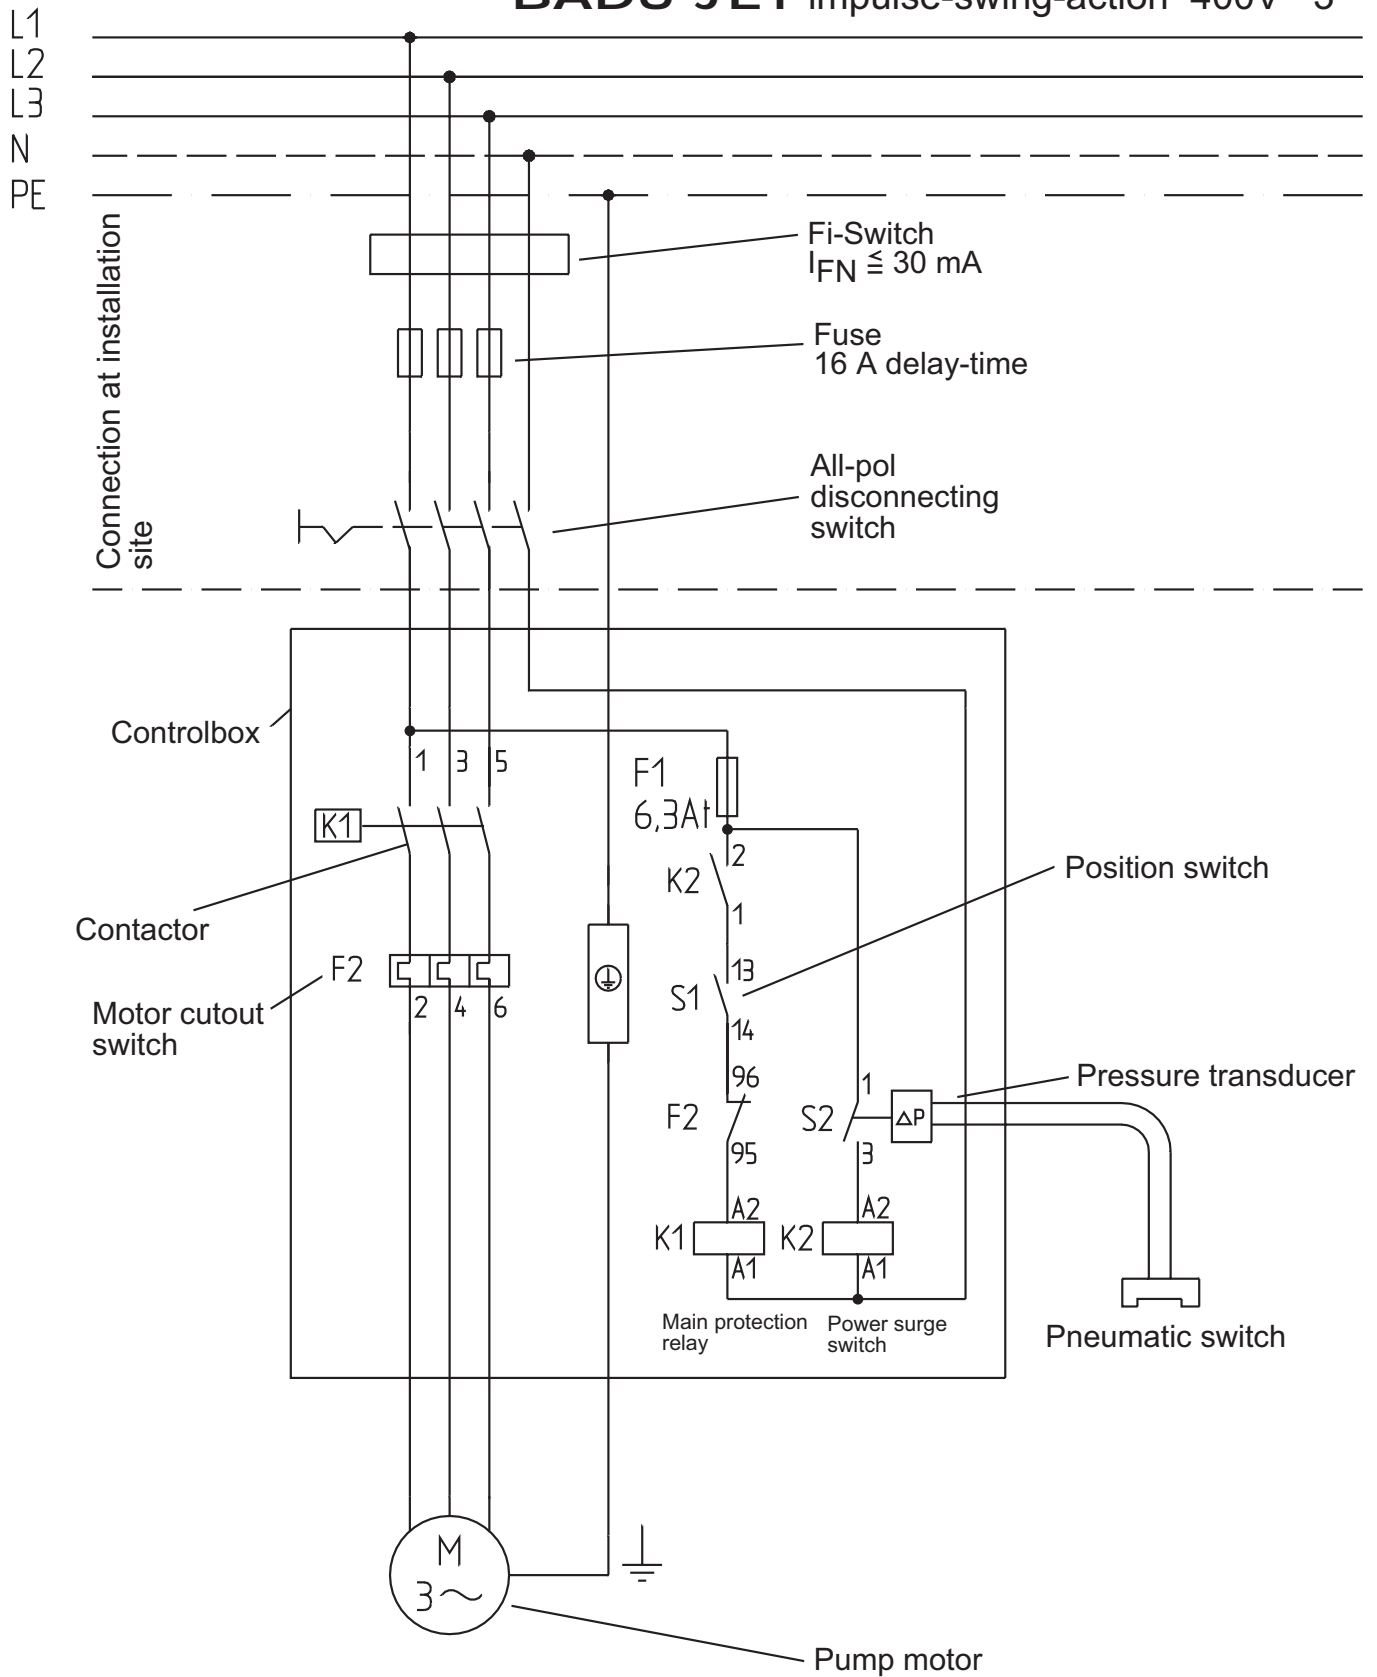 BADU JET impulse-swing-action 400V 3
L1
L2
L3
N
PE
Connection at installation
site
Fi-Switch
IFN ≦ 30 mA
Fuse
16 A delay-time
All-pol
disconnecting
switch
Controlbox
1 3 5
F1
6,3At
K1
2
K2
1
Position switch
Contactor
F2
13
S1
14
Motor cutout
switch
2 4 6
96
F2
95
1
S2
3
ΔP
Pressure transducer
A2
K1
A1
A2
K2
A1
Main protection
relay
Power surge
switch
Pneumatic switch
M
3~
Pump motor